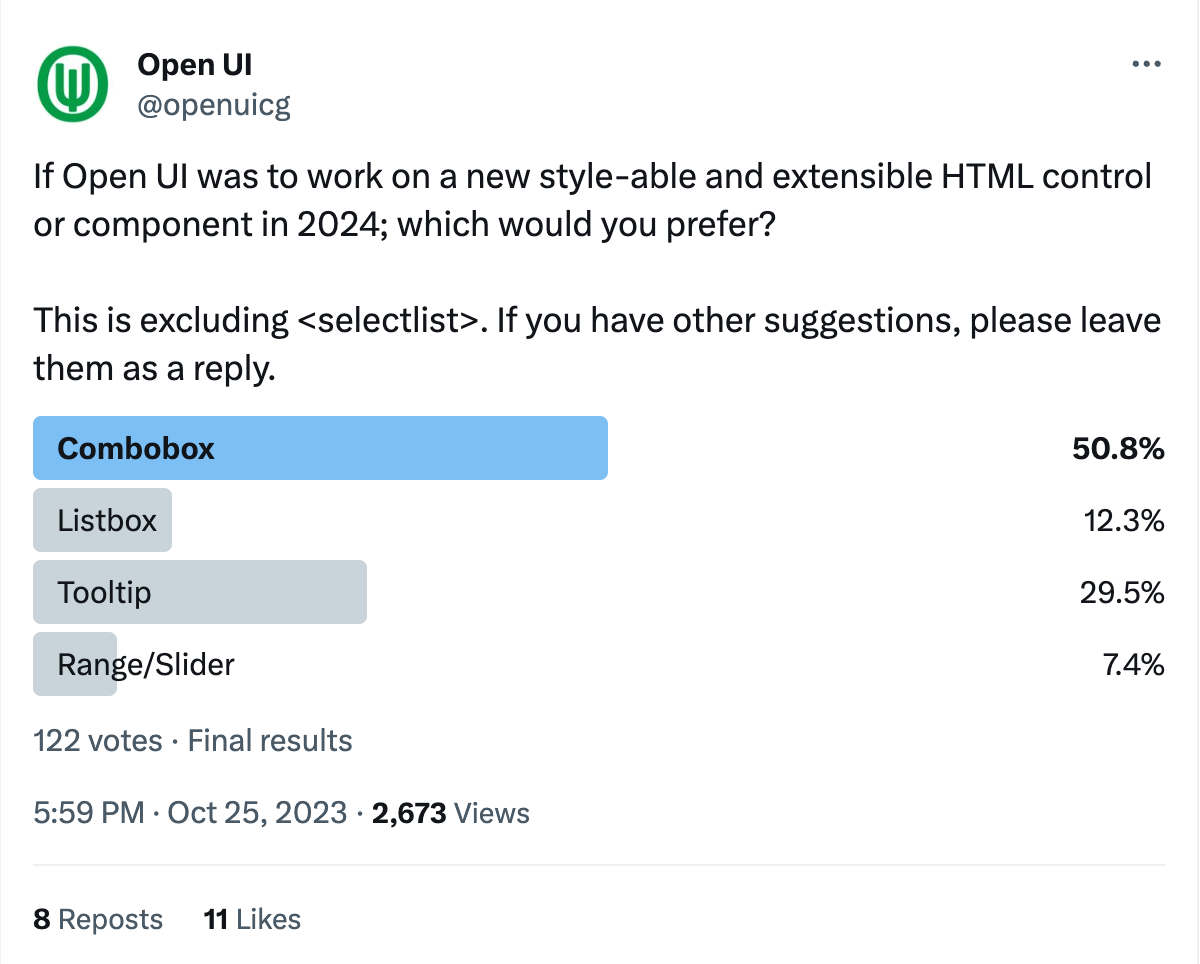 Open UI
@openuicg
If Open UI was to work on a new style-able and extensible HTML control
or component in 2024; which would you prefer?
This is excluding <selectlist>. If you have other suggestions, please leave
them as a reply.
Combobox 50.8%
Listbox 12.3%
Tooltip 29.5%
Range/Slider 7.4%
122 votes · Final results
5:59 PM · Oct 25, 2023 · 2,673 Views
8 Reposts 11 Likes